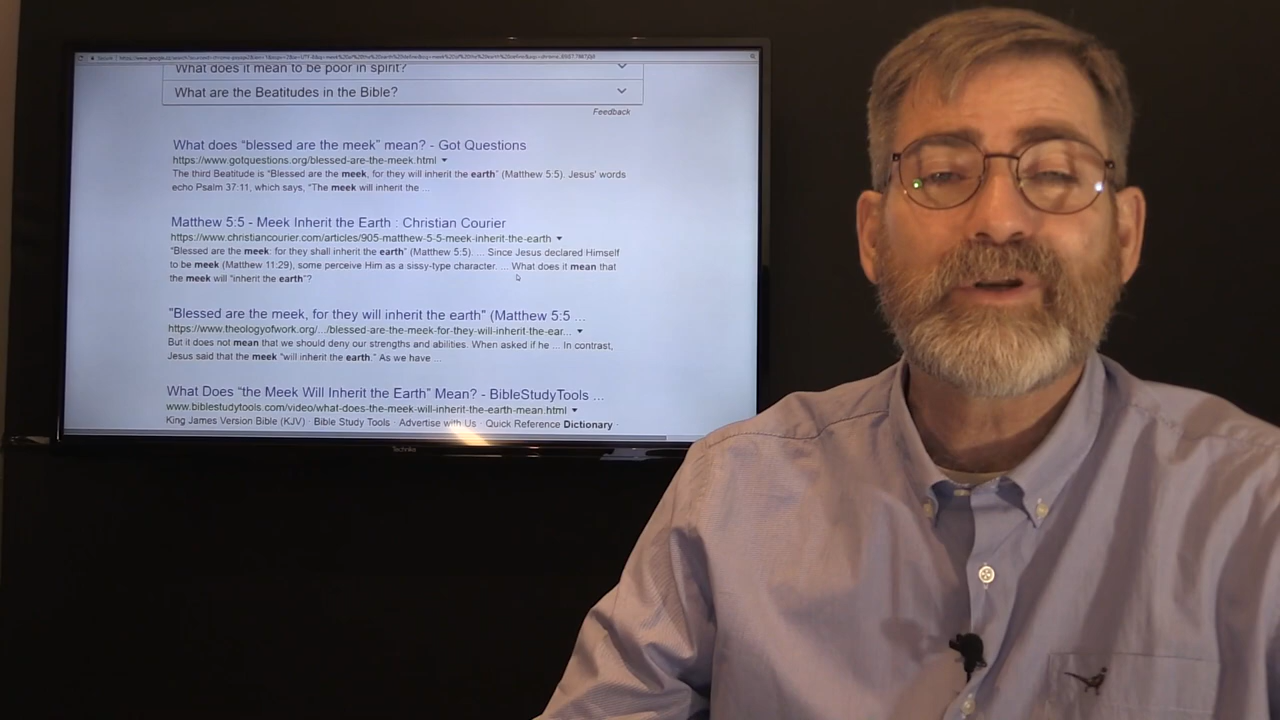 What does it mean to be poor in spirit?
What are the Beatitudes in the Bible?
Feedback
What does “blessed are the meek” mean? - Got Questions
https://www.gotquestions.org/blessed-are-the-meek.html
The third Beatitude is “Blessed are the meek, for they will inherit the earth” (Matthew 5:5). Jesus’ words
echo Psalm 37:11, which says, “The meek will inherit the ...
Matthew 5:5 - Meek Inherit the Earth : Christian Courier
https://www.christiancourier.com/articles/905-matthew-5-5-meek-inherit-the-earth
“Blessed are the meek: for they shall inherit the earth” (Matthew 5:5). ... Since Jesus declared Himself
to be meek (Matthew 11:29), some perceive Him as a sissy-type character. ... What does it mean that
the meek will “inherit the earth”?
"Blessed are the meek, for they will inherit the earth" (Matthew 5:5 ...
https://www.theologyofwork.org/.../blessed-are-the-meek-for-they-will-inherit-the-ear...
But it does not mean that we should deny our strengths and abilities. When asked if he ... In contrast,
Jesus said that the meek “will inherit the earth.” As we have ...
What Does “the Meek Will Inherit the Earth” Mean? - BibleStudyTools ...
www.biblestudytools.com/video/what-does-the-meek-will-inherit-the-earth-mean.html
King James Version Bible (KJV) · Bible Study Tools · Advertise with Us · Quick Reference Dictionary ·
Technika